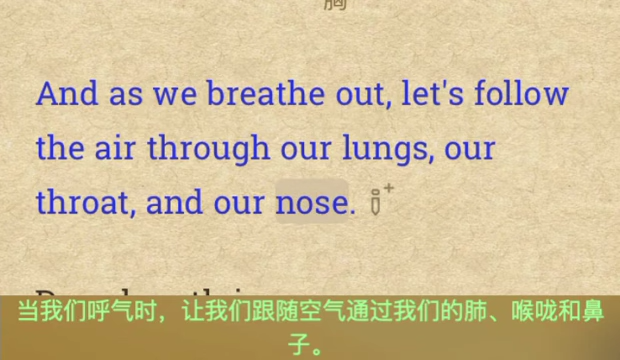 And as we breathe out, let's follow
the air through our lungs, our
throat, and our nose.
当我们呼气时，让我们跟随空气通过我们的肺、喉咙和鼻
子。